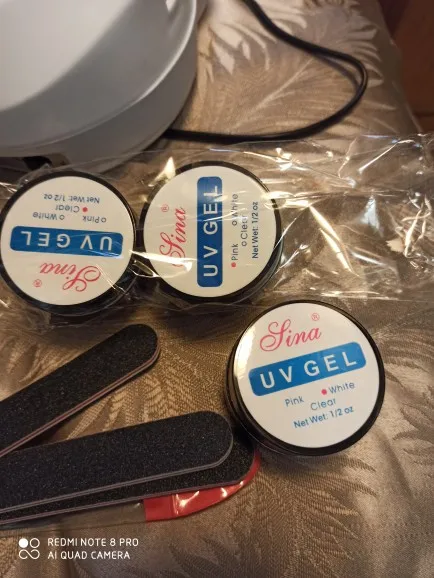 Sina ®
UV GEL
Pink White
Clear
Net Wet: 1/2 oz
Sina ®
UV GEL
Pink White
Clear
Net Wet: 1/2 oz
Sina ®
UV GEL
Pink White
Clear
Net Wet: 1/2 oz
REDMI NOTE 8 PRO
AI QUAD CAMERA